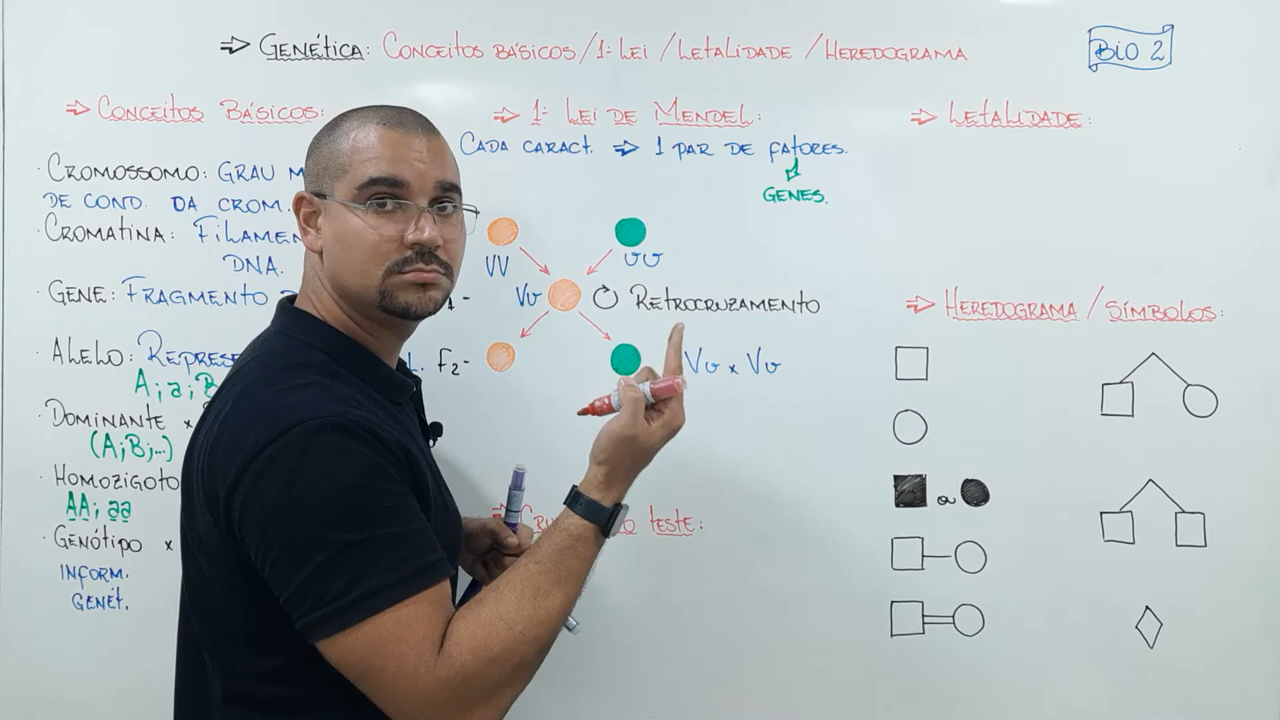 ⇒ GENÉTICA: CONCEITOS BÁSICOS/1ª LEI/LETALIDADE/HEREDOGRAMA
BIO 2
⇒ CONCEITOS BÁSICOS:
· CROMOSSOMO: GRAU
DE COND. DA CROM.
· CROMATINA: FILAMEN
DNA.
· GENE: FRAGMENTO
· ALELO: REPRESE
A; a; B
· DOMINANTE x
(A; B; ...)
· HOMOZIGOTO
AA; aa
· GENÓTIPO x
INFORM.
GENÉT.
⇒ 1ª LEI DE MENDEL:
CADA CARACT. ⇒ 1 PAR DE FATORES.
GENES.
VV
vv
Vv
RETROCRUZAMENTO
F2-
Vv x Vv
TESTE:
⇒ LETALIDADE:
⇒ HEREDOGRAMA/SÍMBOLOS:
ou